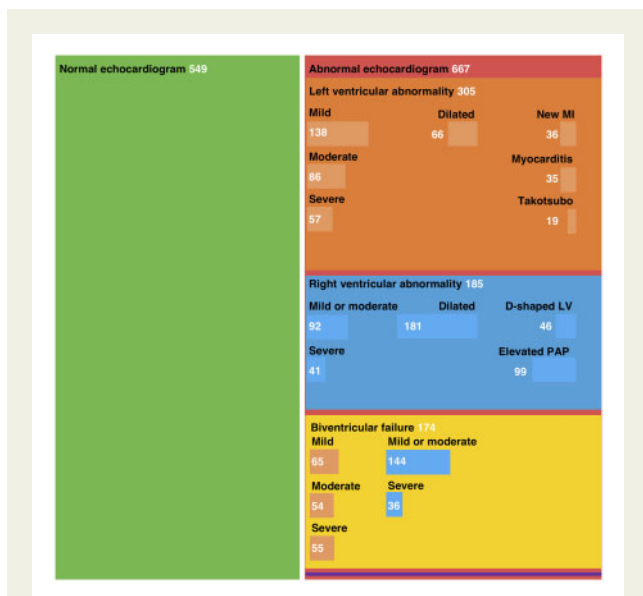 Normal echocardiogram 549
Abnormal echocardiogram 667
Left ventricular abnormality 305
Mild Dilated New MI
138 66 36
Moderate Myocarditis
86 35
Severe Takotsubo
57 19
Right ventricular abnormality 185
Mild or moderate Dilated D-shaped LV
92 181 46
Severe Elevated PAP
41 99
Biventricular failure 174
Mild Mild or moderate
65 144
Moderate Severe
54 36
Severe
55